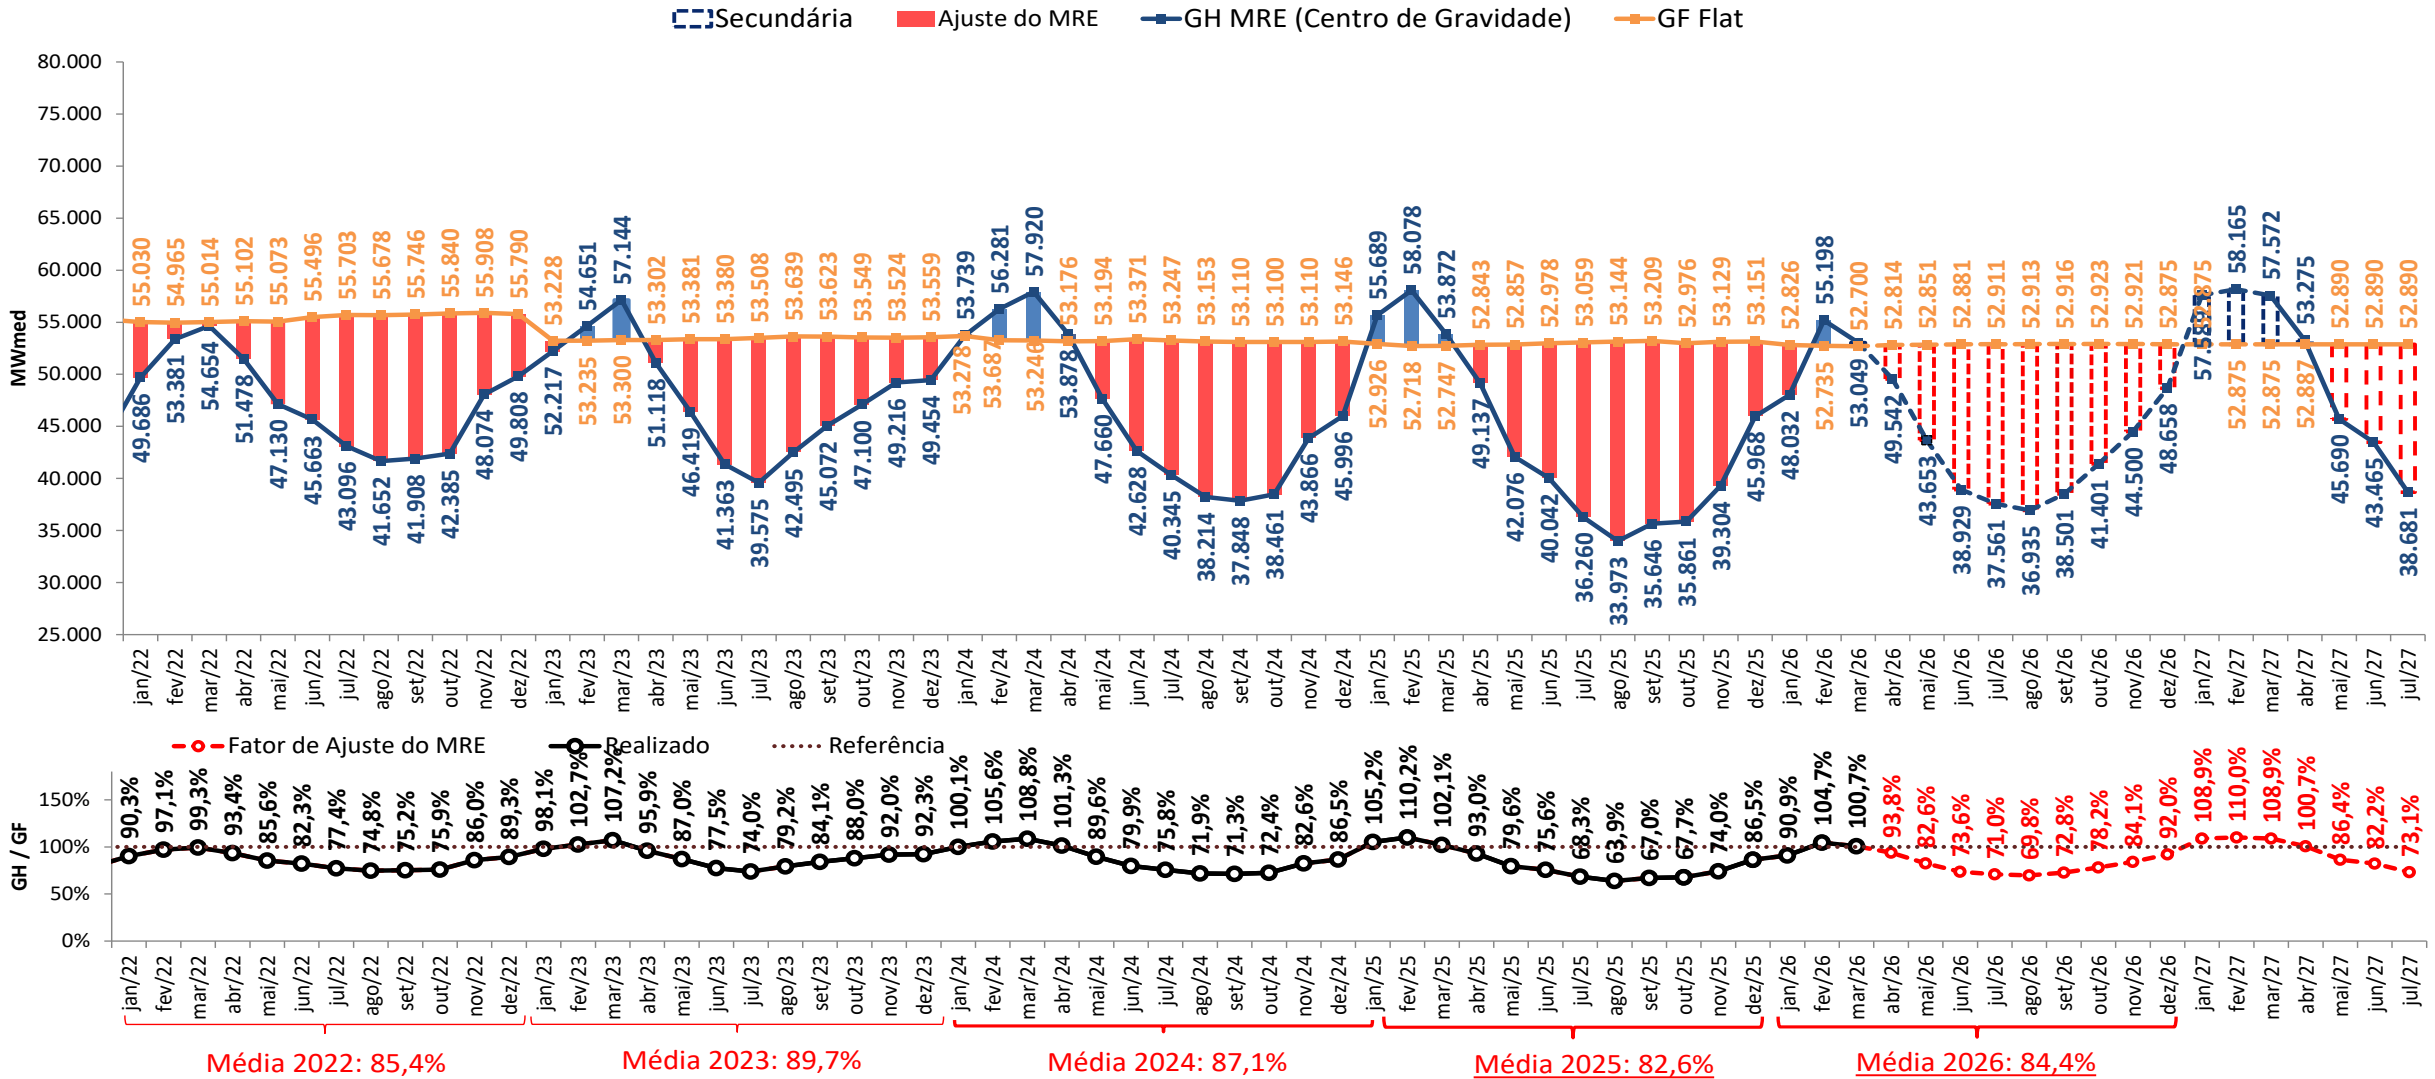 Secundária Ajuste do MRE GH MRE (Centro de Gravidade) GF Flat
MWmed
80.000
75.000
70.000
65.000
60.000
55.000
50.000
45.000
40.000
35.000
30.000
25.000
55.030 54.965 55.014 55.102 55.073 55.496 55.703 55.678 55.746 55.840 55.908 55.790 53.228 53.235 53.300 53.302 53.381 53.380 53.508 53.639 53.623 53.549 53.524 53.559 53.278 53.687 53.246 53.176 53.194 53.371 53.247 53.153 53.110 53.100 53.110 53.146 52.926 52.718 52.747 52.843 52.857 52.978 53.059 53.144 53.209 52.976 53.129 53.151 52.826 52.735 52.700 52.814 52.851 52.881 52.911 52.913 52.916 52.923 52.921 52.875 52.875 52.875 52.875 52.887 52.890 52.890 52.890
49.686 53.381 54.654 51.478 47.130 45.663 43.096 41.652 41.908 42.385 48.074 49.808 52.217 54.651 57.144 51.118 46.419 41.363 39.575 42.495 45.072 47.100 49.216 49.454 53.739 56.281 57.920 53.878 47.660 42.628 40.345 38.214 37.848 38.461 43.866 45.996 55.689 58.078 53.872 49.137 42.076 40.042 36.260 33.973 35.646 35.861 39.304 45.968 48.032 55.198 53.049 49.542 43.653 38.929 37.561 36.935 38.501 41.401 44.500 48.658 58.165 57.572 53.275 45.690 43.465 38.681
jan/22 fev/22 mar/22 abr/22 mai/22 jun/22 jul/22 ago/22 set/22 out/22 nov/22 dez/22 jan/23 fev/23 mar/23 abr/23 mai/23 jun/23 jul/23 ago/23 set/23 out/23 nov/23 dez/23 jan/24 fev/24 mar/24 abr/24 mai/24 jun/24 jul/24 ago/24 set/24 out/24 nov/24 dez/24 jan/25 fev/25 mar/25 abr/25 mai/25 jun/25 jul/25 ago/25 set/25 out/25 nov/25 dez/25 jan/26 fev/26 mar/26 abr/26 mai/26 jun/26 jul/26 ago/26 set/26 out/26 nov/26 dez/26 jan/27 fev/27 mar/27 abr/27 mai/27 jun/27 jul/27
Fator de Ajuste do MRE Realizado Referência
GH / GF
150%
100%
50%
0%
90,3% 97,1% 99,3% 93,4% 85,6% 82,3% 77,4% 74,8% 75,2% 75,9% 86,0% 89,3% 98,1% 102,7% 107,2% 95,9% 87,0% 77,5% 74,0% 79,2% 84,1% 88,0% 92,0% 92,3% 100,1% 105,6% 108,8% 101,3% 89,6% 79,9% 75,8% 71,9% 71,3% 72,4% 82,6% 86,5% 105,2% 110,2% 102,1% 93,0% 79,6% 75,6% 68,3% 63,9% 67,0% 67,7% 74,0% 86,5% 90,9% 104,7% 100,7% 93,8% 82,6% 73,6% 71,0% 69,8% 72,8% 78,2% 84,1% 92,0% 108,9% 110,0% 108,9% 100,7% 86,4% 82,2% 73,1%
jan/22 fev/22 mar/22 abr/22 mai/22 jun/22 jul/22 ago/22 set/22 out/22 nov/22 dez/22 jan/23 fev/23 mar/23 abr/23 mai/23 jun/23 jul/23 ago/23 set/23 out/23 nov/23 dez/23 jan/24 fev/24 mar/24 abr/24 mai/24 jun/24 jul/24 ago/24 set/24 out/24 nov/24 dez/24 jan/25 fev/25 mar/25 abr/25 mai/25 jun/25 jul/25 ago/25 set/25 out/25 nov/25 dez/25 jan/26 fev/26 mar/26 abr/26 mai/26 jun/26 jul/26 ago/26 set/26 out/26 nov/26 dez/26 jan/27 fev/27 mar/27 abr/27 mai/27 jun/27 jul/27
Média 2022: 85,4% Média 2023: 89,7% Média 2024: 87,1% Média 2025: 82,6% Média 2026: 84,4%